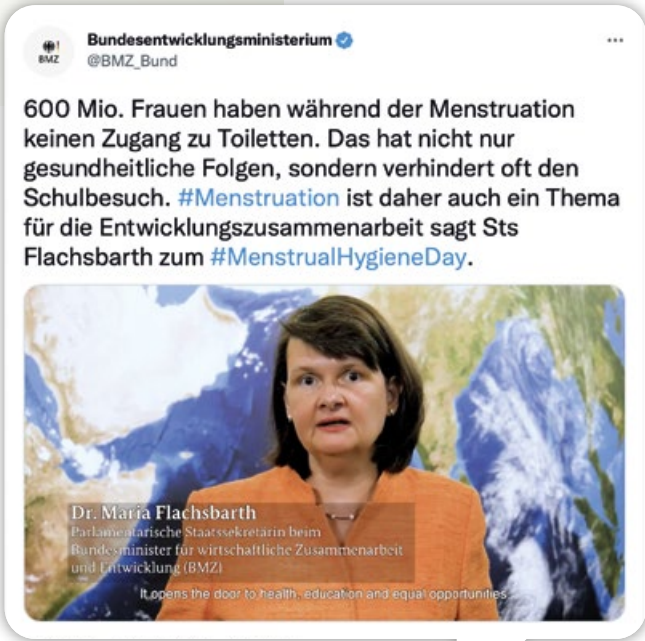 Bundesentwicklungsministerium
BMZ
@BMZ_Bund
600 Mio. Frauen haben während der Menstruation
keinen Zugang zu Toiletten. Das hat nicht nur
gesundheitliche Folgen, sondern verhindert oft den
Schulbesuch. #Menstruation ist daher auch ein Thema
für die Entwicklungszusammenarbeit sagt Sts
Flachsbarth zum #MenstrualHygieneDay.
Dr. Maria Flachsbarth
Parlamentarische Staatssekretärin beim
Bundesminister für wirtschaftliche Zusammenarbeit
und Entwicklung (BMZ)
It opens the door to health, education and equal opportunities